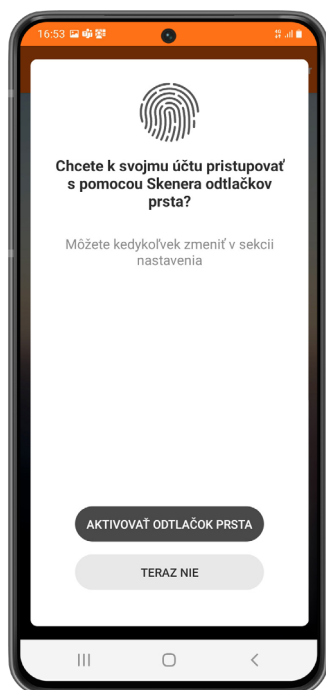 16:53
Chcete k svojmu účtu pristupovať
s pomocou Skenera odtlačkov
prsta?
Môžete kedykoľvek zmeniť v sekcii
nastavenia
AKTIVOVAŤ ODTLAČOK PRSTA
TERAZ NIE